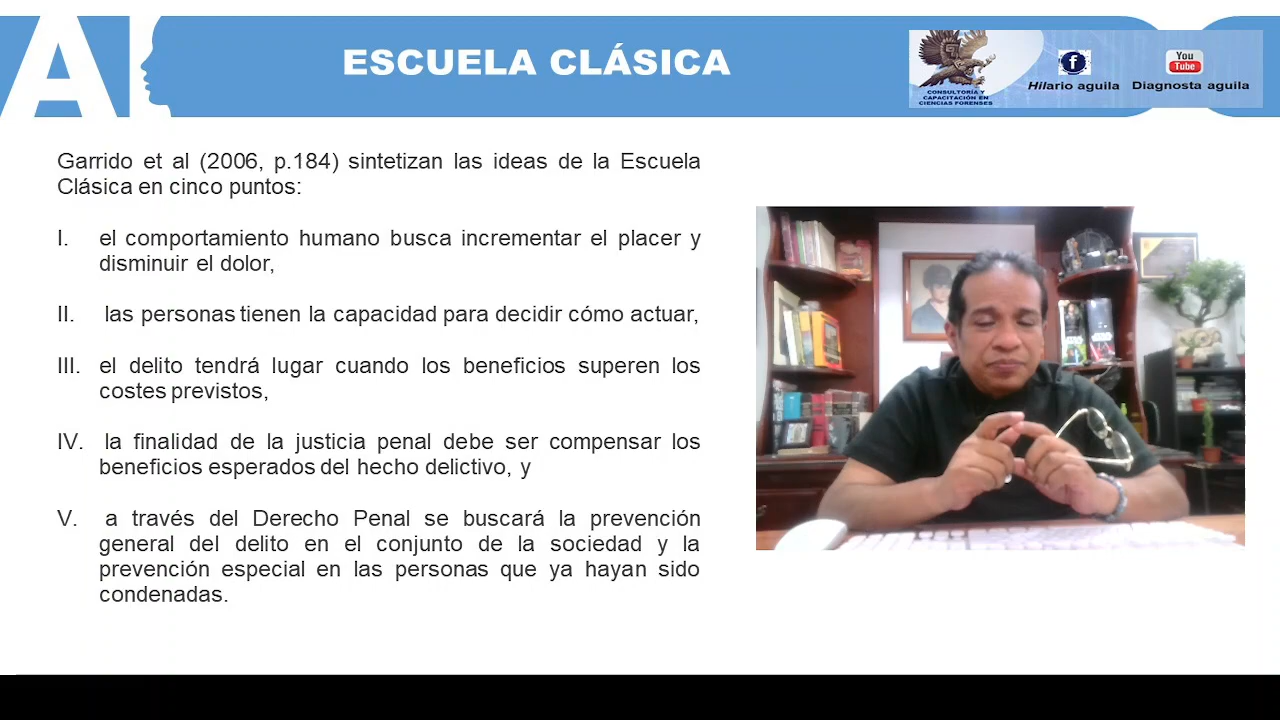 AI
ESCUELA CLÁSICA
CONSULTORÍA Y
CAPACITACIÓN EN
CIENCIAS FORENSES
f
Hilario aguila
You
Tube
Diagnosta aguila
Garrido et al (2006, p.184) sintetizan las ideas de la Escuela
Clásica en cinco puntos:
I. el comportamiento humano busca incrementar el placer y
disminuir el dolor,
II. las personas tienen la capacidad para decidir cómo actuar,
III. el delito tendrá lugar cuando los beneficios superen los
costes previstos,
IV. la finalidad de la justicia penal debe ser compensar los
beneficios esperados del hecho delictivo, y
V. a través del Derecho Penal se buscará la prevención
general del delito en el conjunto de la sociedad y la
prevención especial en las personas que ya hayan sido
condenadas.